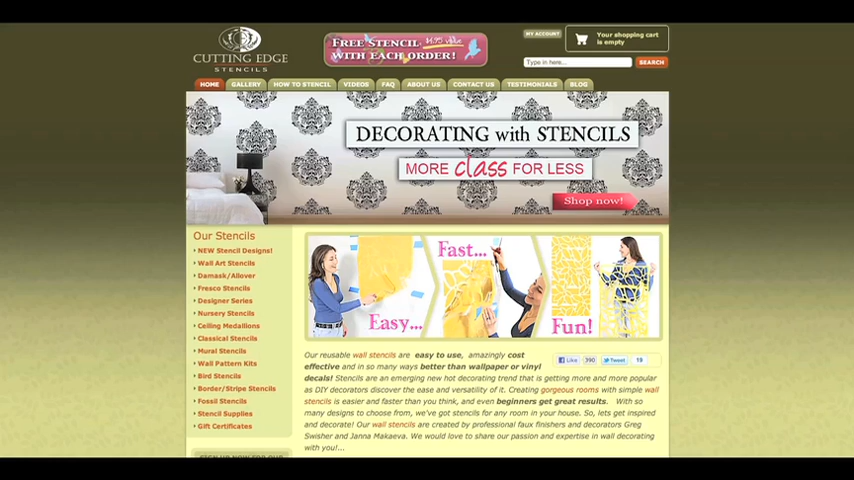 CUTTING EDGE
STENCILS
FREE STENCIL $4.95 value
WITH EACH ORDER!
MY ACCOUNT
Your shopping cart
is empty
Type in here...
SEARCH
HOME
GALLERY
HOW TO STENCIL
VIDEOS
FAQ
ABOUT US
CONTACT US
TESTIMONIALS
BLOG
DECORATING with STENCILS
MORE class FOR LESS
Shop now!
Our Stencils
NEW Stencil Designs!
Wall Art Stencils
Damask/Allover
Fresco Stencils
Designer Series
Nursery Stencils
Ceiling Medallions
Classical Stencils
Mural Stencils
Wall Pattern Kits
Bird Stencils
Border/Stripe Stencils
Fossil Stencils
Stencil Supplies
Gift Certificates
SIGN UP NOW FOR OUR
Easy...
Fast...
Fun!
Like 390
Tweet 19
Our reusable wall stencils are easy to use, amazingly cost
effective and in so many ways better than wallpaper or vinyl
decals! Stencils are an emerging new hot decorating trend that is getting more and more popular
as DIY decorators discover the ease and versatility of it. Creating gorgeous rooms with simple wall
stencils is easier and faster than you think, and even beginners get great results. With so
many designs to choose from, we've got stencils for any room in your house. So, lets get inspired
and decorate! Our wall stencils are created by professional faux finishers and decorators Greg
Swisher and Janna Makaeva. We would love to share our passion and expertise in wall decorating
with you!...